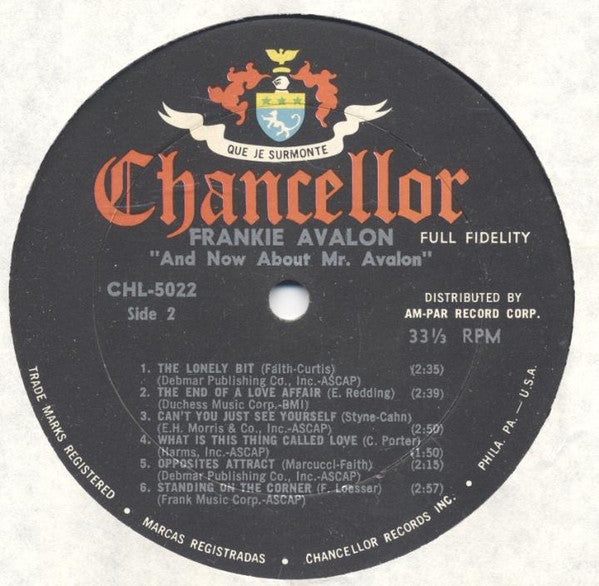 QUE JE SURMONTE
Chancellor
FRANKIE AVALON
FULL FIDELITY
"And Now About Mr. Avalon"
CHL-5022
Side 2
DISTRIBUTED BY
AM-PAR RECORD CORP.
33⅓ RPM
1. THE LONELY BIT (Faith-Curtis) (2:35)
(Debmar Publishing Co., Inc.-ASCAP)
2. THE END OF A LOVE AFFAIR (E. Redding) (2:39)
(Duchess Music Corp.-BMI)
3. CAN'T YOU JUST SEE YOURSELF (Styne-Cahn)
(E.H. Morris & Co., Inc.-ASCAP) (2:50)
4. WHAT IS THIS THING CALLED LOVE (C. Porter)
(Harms, Inc.-ASCAP) (1:50)
5. OPPOSITES ATTRACT (Marcucci-Faith) (2:15)
(Debmar Publishing Co., Inc.-ASCAP)
6. STANDING ON THE CORNER (F. Loesser) (2:57)
(Frank Music Corp-ASCAP)
TRADE MARKS REGISTERED • MARCAS REGISTRADAS • CHANCELLOR RECORDS INC. • PHILA. PA. — U.S.A.